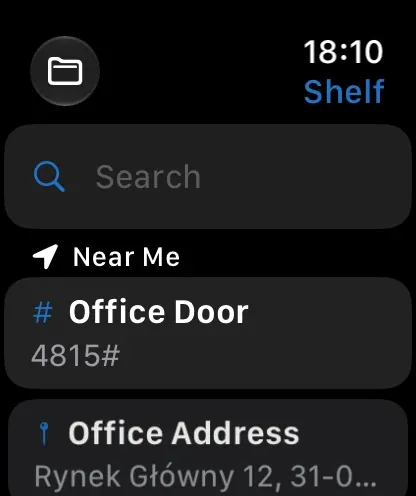 18:10
Shelf
Search
Near Me
# Office Door
4815#
Office Address
Rynek Główny 12, 31-0...